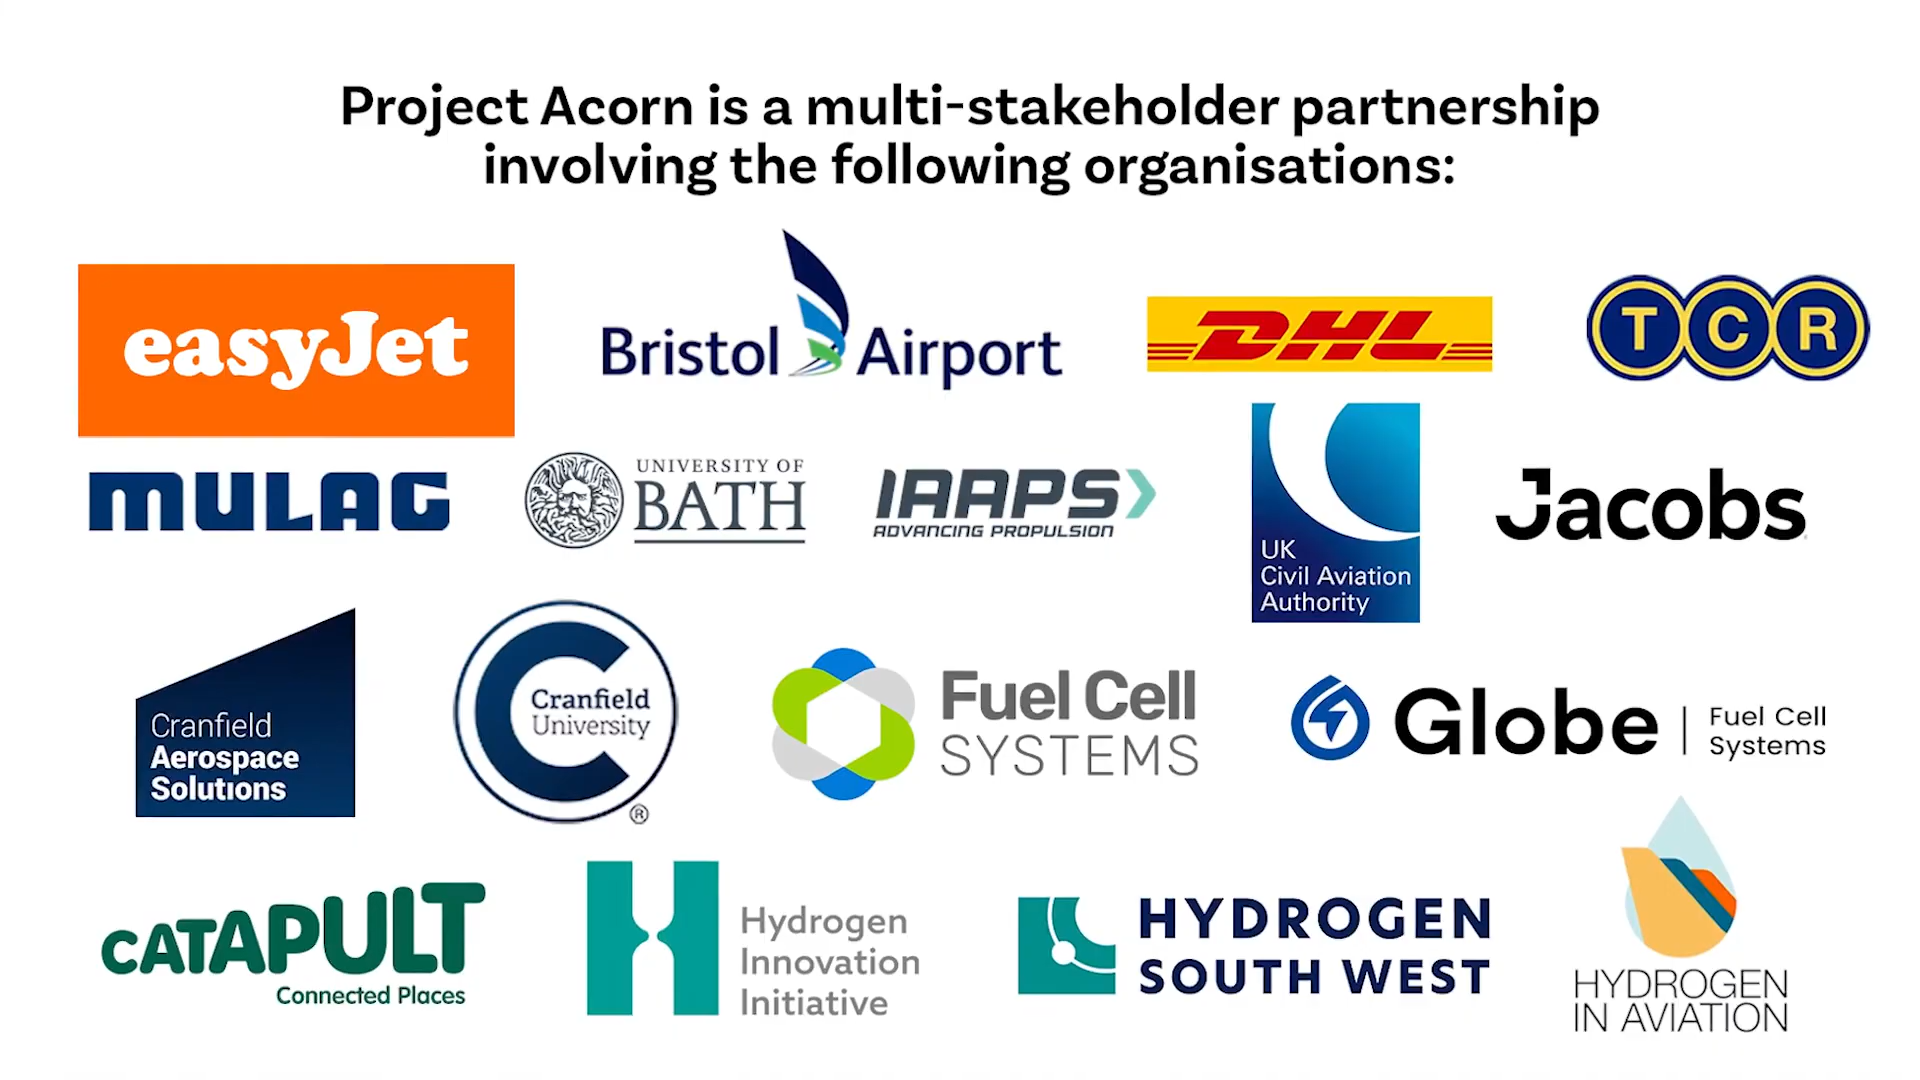 Project Acorn is a multi-stakeholder partnership
involving the following organisations:
easyJet
Bristol Airport
DHL
TCR
MULAG
UNIVERSITY OF
BATH
IAAPS
ADVANCING PROPULSION
UK
Civil Aviation
Authority
Jacobs
Cranfield
Aerospace
Solutions
Cranfield
University
®
Fuel Cell
SYSTEMS
Globe
Fuel Cell
Systems
CATAPULT
Connected Places
Hydrogen
Innovation
Initiative
HYDROGEN
SOUTH WEST
HYDROGEN
IN AVIATION